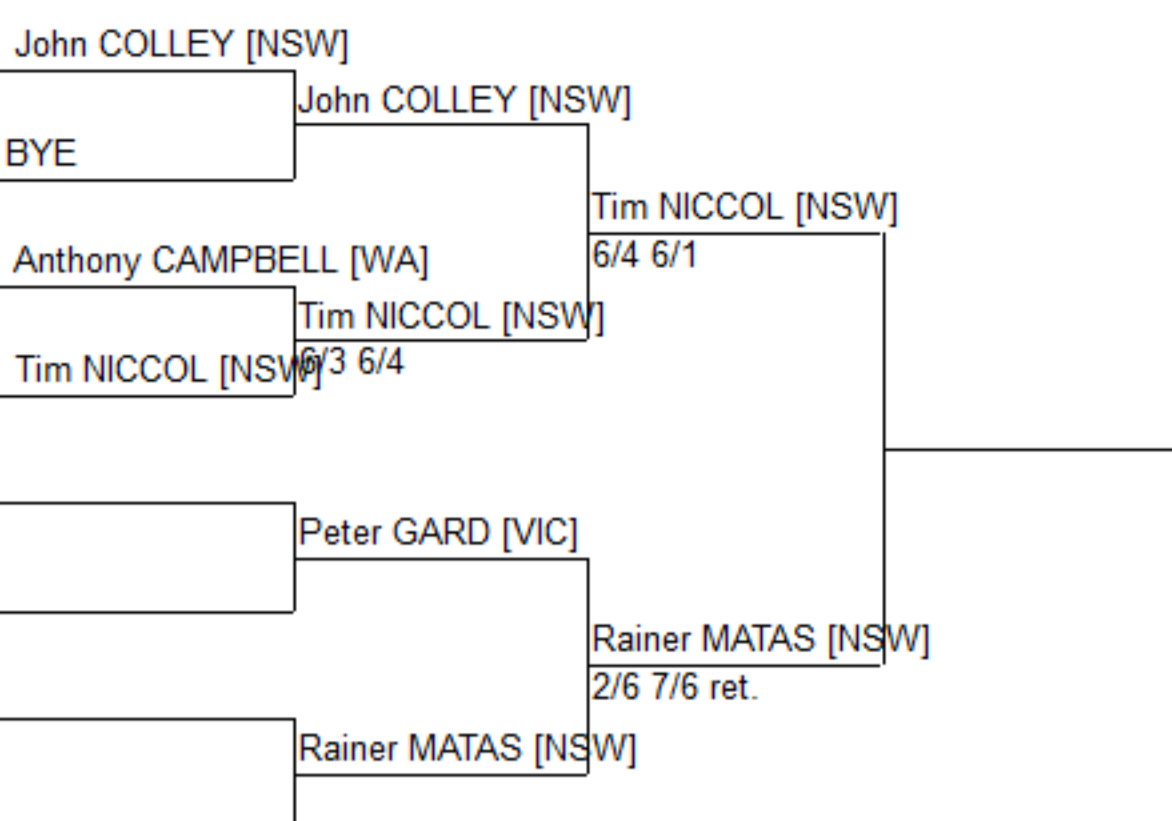 John COLLEY [NSW]
John COLLEY [NSW]
BYE
Tim NICCOL [NSW]
6/4 6/1
Anthony CAMPBELL [WA]
Tim NICCOL [NSW]
6/3 6/4
Tim NICCOL [NSW]
Peter GARD [VIC]
Rainer MATAS [NSW]
2/6 7/6 ret.
Rainer MATAS [NSW]